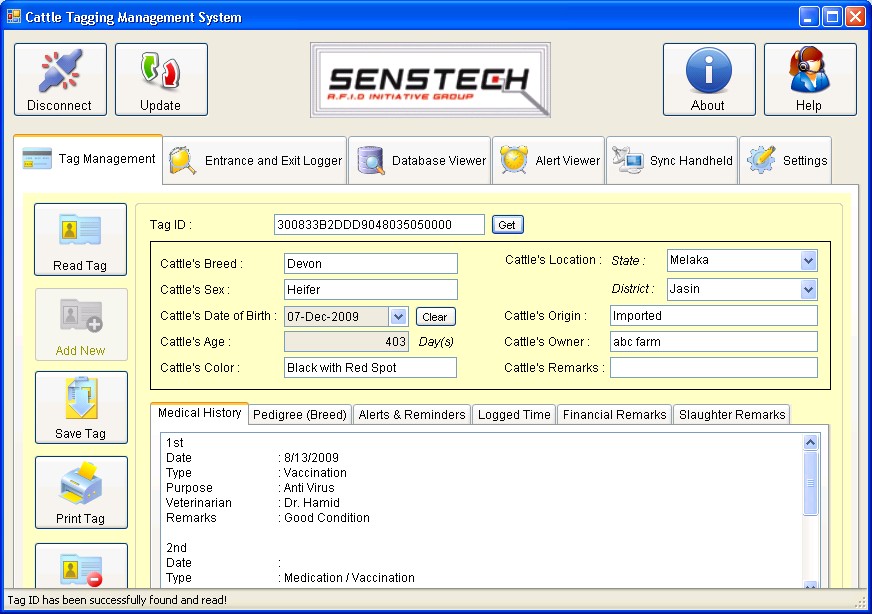 Cattle Tagging Management System
Disconnect
Update
SENSTECH
R.F.I.D INITIATIVE GROUP
About
Help
Tag Management
Entrance and Exit Logger
Database Viewer
Alert Viewer
Sync Handheld
Settings
Read Tag
Add New
Save Tag
Print Tag
Tag ID : 300833B2DDD9048035050000 Get
Cattle's Breed : Devon
Cattle's Sex : Heifer
Cattle's Date of Birth : 07-Dec-2009 Clear
Cattle's Age : 403 Day(s)
Cattle's Color : Black with Red Spot
Cattle's Location : State : Melaka
District : Jasin
Cattle's Origin : Imported
Cattle's Owner : abc farm
Cattle's Remarks :
Medical History
Pedigree (Breed)
Alerts & Reminders
Logged Time
Financial Remarks
Slaughter Remarks
1st
Date : 8/13/2009
Type : Vaccination
Purpose : Anti Virus
Veterinarian : Dr. Hamid
Remarks : Good Condition
2nd
Date :
Type : Medication / Vaccination
Tag ID has been successfully found and read!